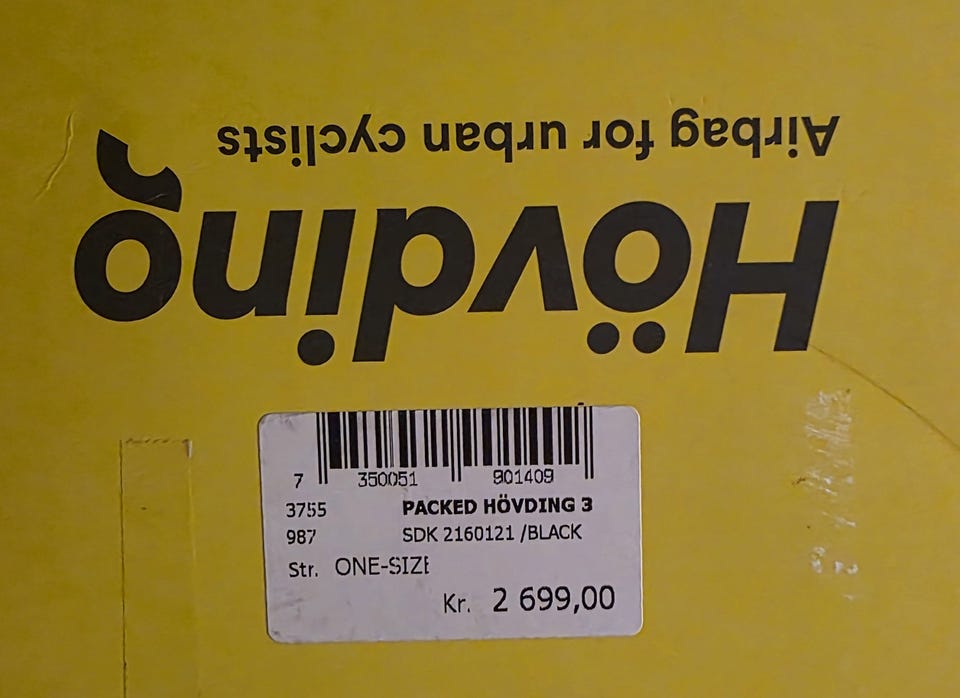 Hövding
Airbag for urban cyclists
7 350051 901409
3755 PACKED HÖVDING 3
987 SDK 2160121 /BLACK
Str. ONE-SIZE
Kr. 2 699,00